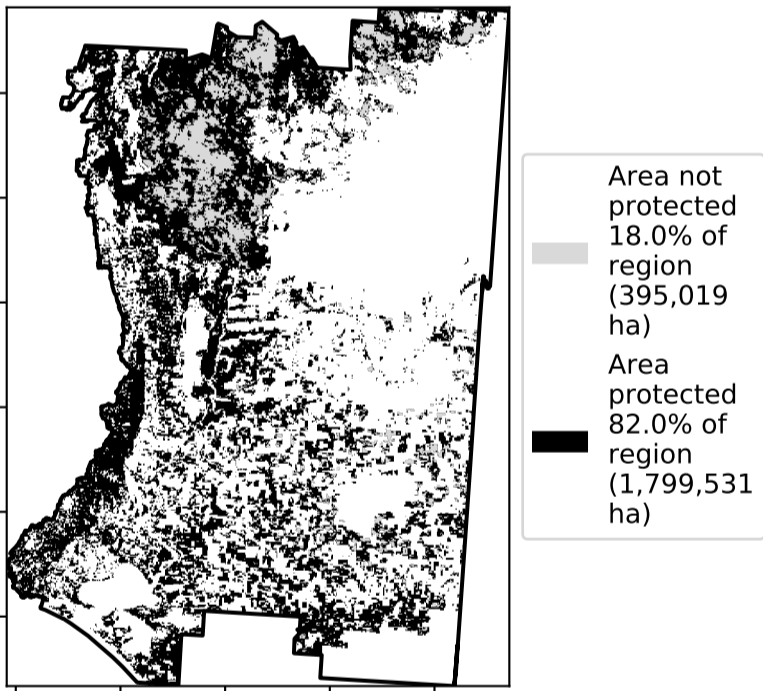 Area not
protected
18.0% of
region
(395,019
ha)
Area
protected
82.0% of
region
(1,799,531
ha)